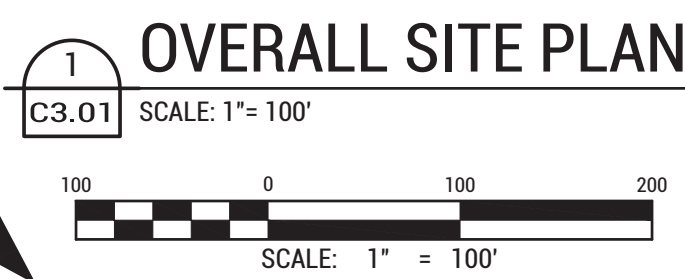 1
OVERALL SITE PLAN
C3.01
SCALE: 1"= 100'
100 0 100 200
SCALE: 1" = 100'